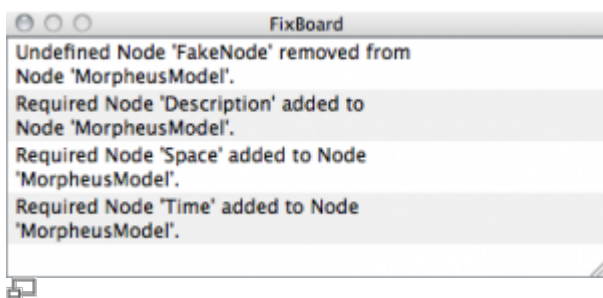 FixBoard
Undefined Node 'FakeNode' removed from
Node 'MorpheusModel'.
Required Node 'Description' added to
Node 'MorpheusModel'.
Required Node 'Space' added to Node
'MorpheusModel'.
Required Node 'Time' added to Node
'MorpheusModel'.